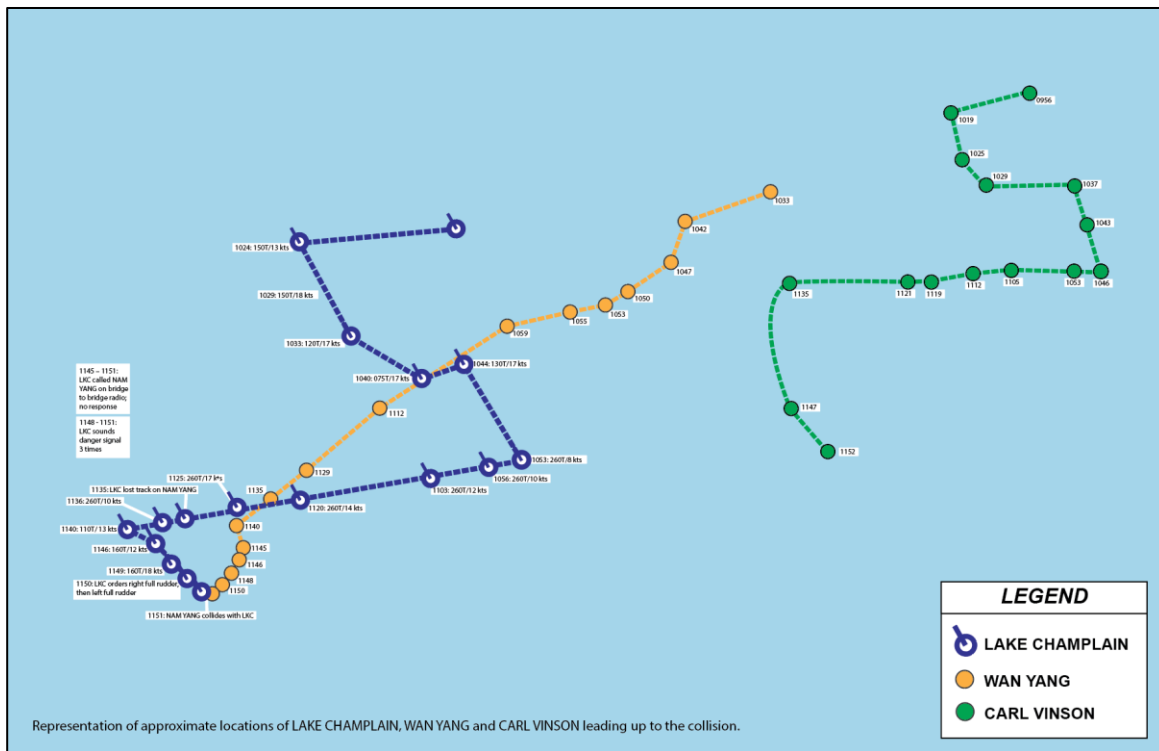 0956
1019
1025
1029
1037
1043
1046
1053
1105
1112
1119
1121
1135
1147
1152
1033
1042
1047
1050
1053
1055
1059
1112
1129
1135
1140
1145
1146
1148
1150
1024: 150T/13 kts
1029: 150T/18 kts
1033: 120T/17 kts
1040: 075T/17 kts
1044: 130T/17 kts
1053: 260T/8 kts
1056: 260T/10 kts
1103: 260T/12 kts
1120: 260T/14 kts
1125: 260T/17 kts
1135: LKC lost track on NAM YANG
1136: 260T/10 kts
1140: 110T/ 13 kts
1146: 160T/12 kts
1149: 160T/18 kts
1150: LKC orders right full rudder,
then left full rudder
1151: NAM YANG collides with LKC
1145 – 1151:
LKC called NAM
YANG on bridge
to bridge radio;
no response
1148 - 1151:
LKC sounds
danger signal
3 times
LEGEND
LAKE CHAMPLAIN
WAN YANG
CARL VINSON
Representation of approximate locations of LAKE CHAMPLAIN, WAN YANG and CARL VINSON leading up to the collision.